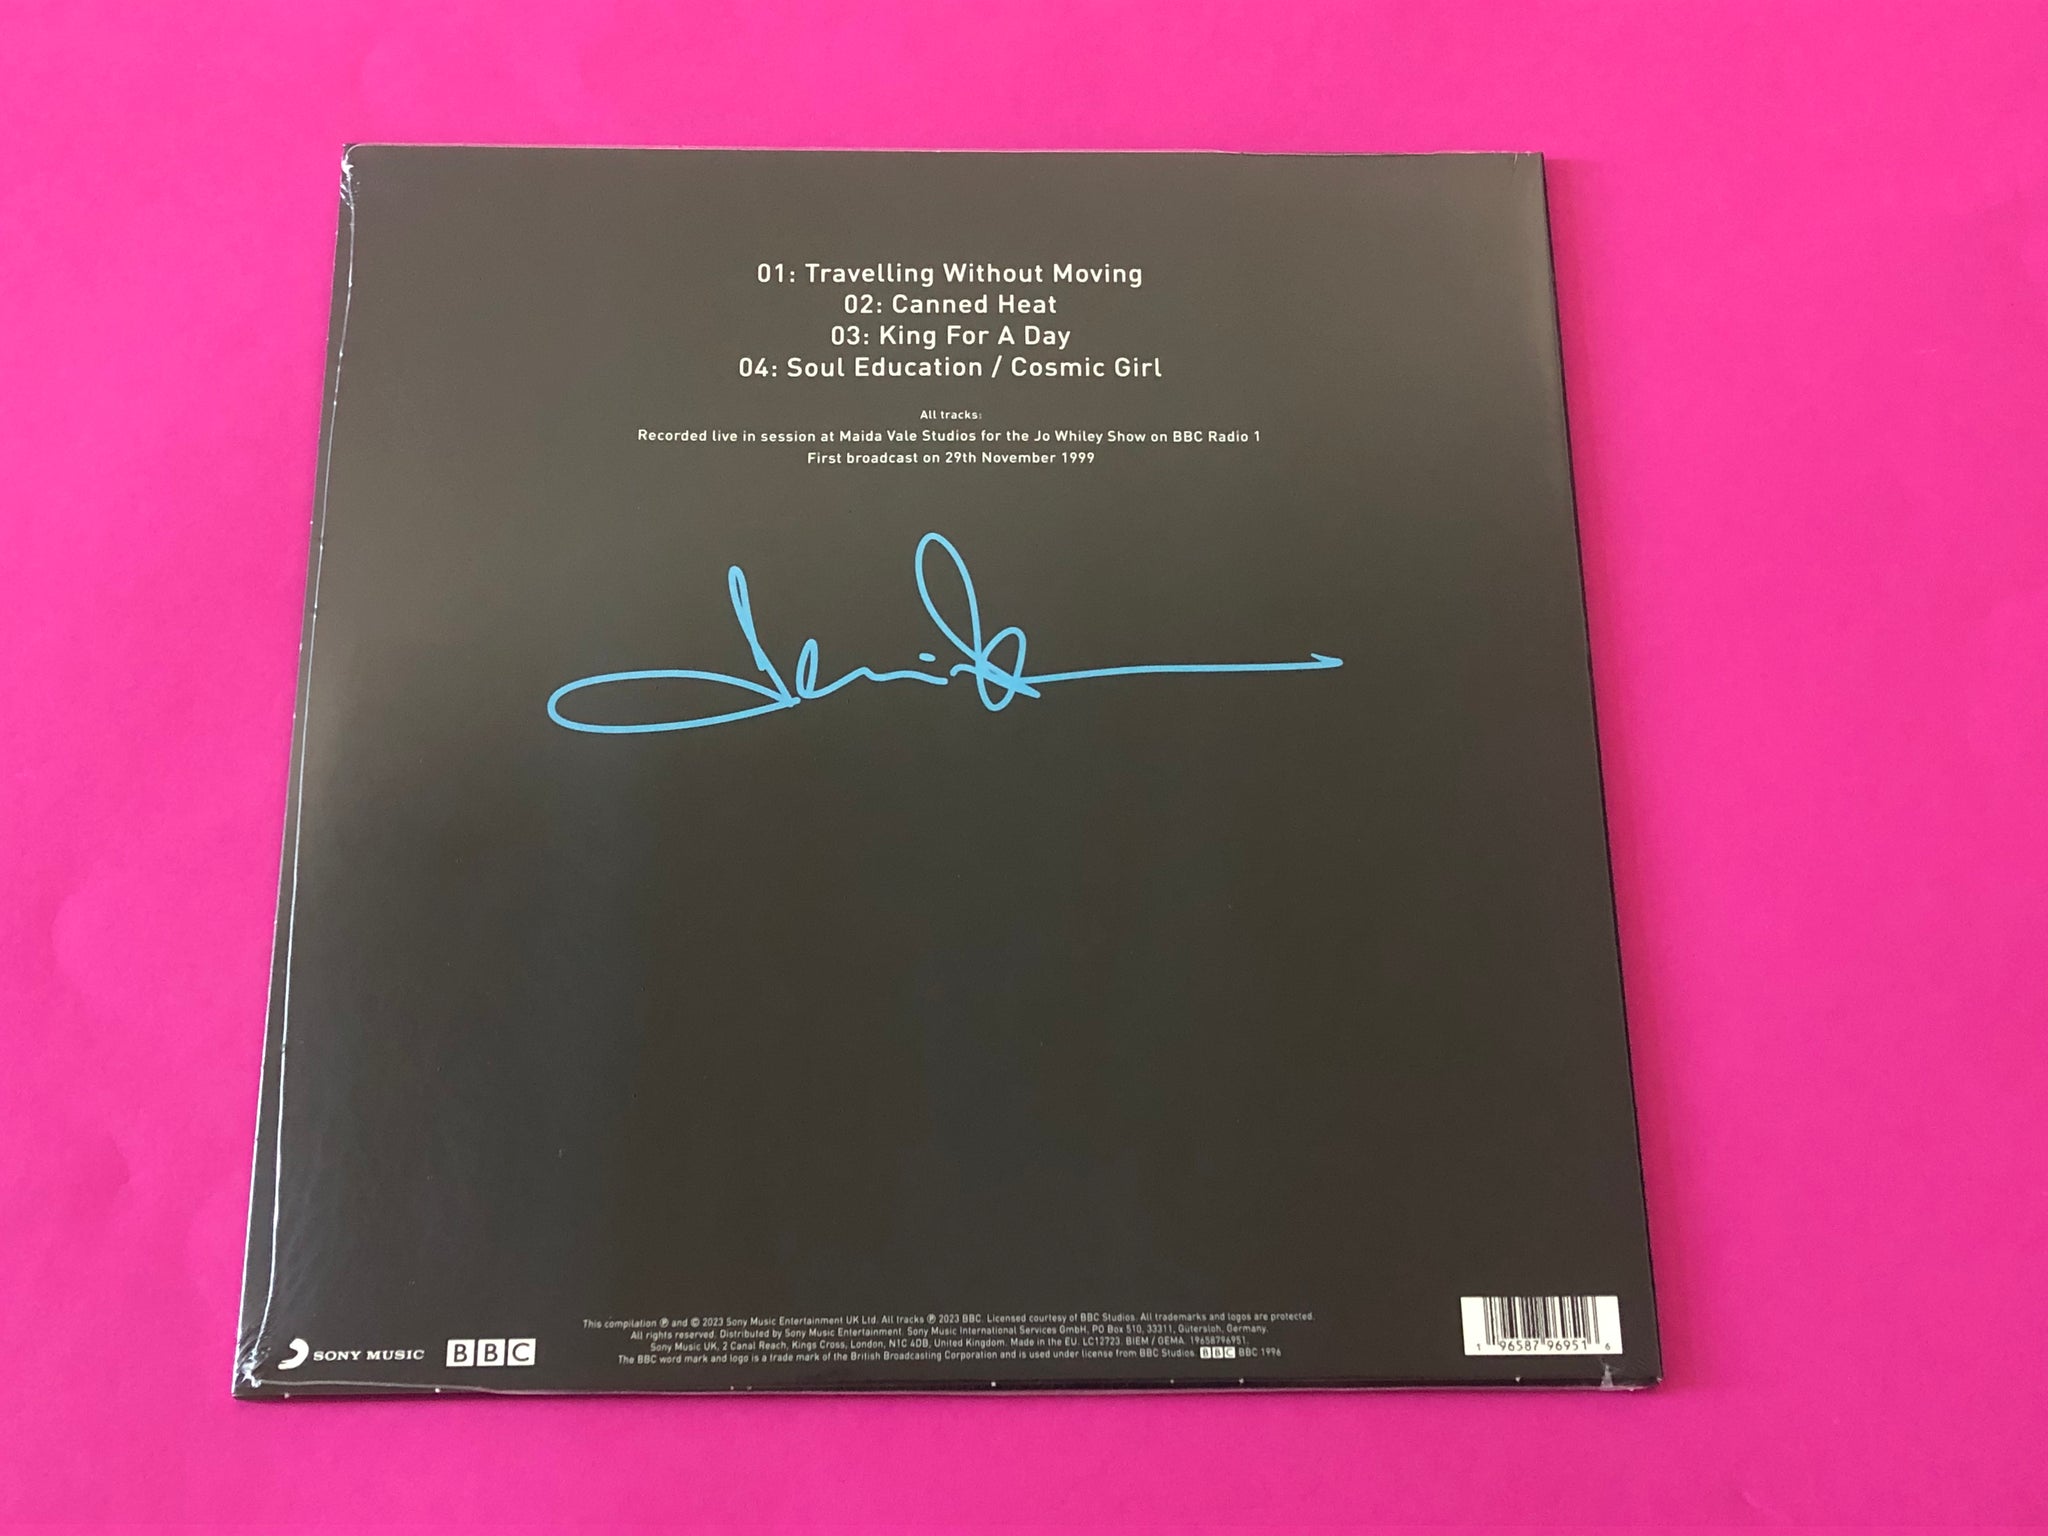 01: Travelling Without Moving
02: Canned Heat
03: King For A Day
04: Soul Education / Cosmic Girl
All tracks:
Recorded live in session at Maida Vale Studios for the Jo Whiley Show on BBC Radio 1
First broadcast on 29th November 1999
This compilation ℗ and © 2023 Sony Music Entertainment UK Ltd. All tracks ℗ 2023 BBC. Licensed courtesy of BBC Studios. All trademarks and logos are protected.
All rights reserved. Distributed by Sony Music Entertainment. Sony Music International Services GmbH, PO Box 510, 33311, Gütersloh, Germany.
Sony Music UK, 2 Canal Reach, Kings Cross, London, N1C 4DB, United Kingdom. Made in the EU. LC12723. BIEM / GEMA. 19658796951.
The BBC word mark and logo is a trade mark of the British Broadcasting Corporation and is used under license from BBC Studios. BBC BBC 1996
SONY MUSIC BBC
1 96587 96951 6